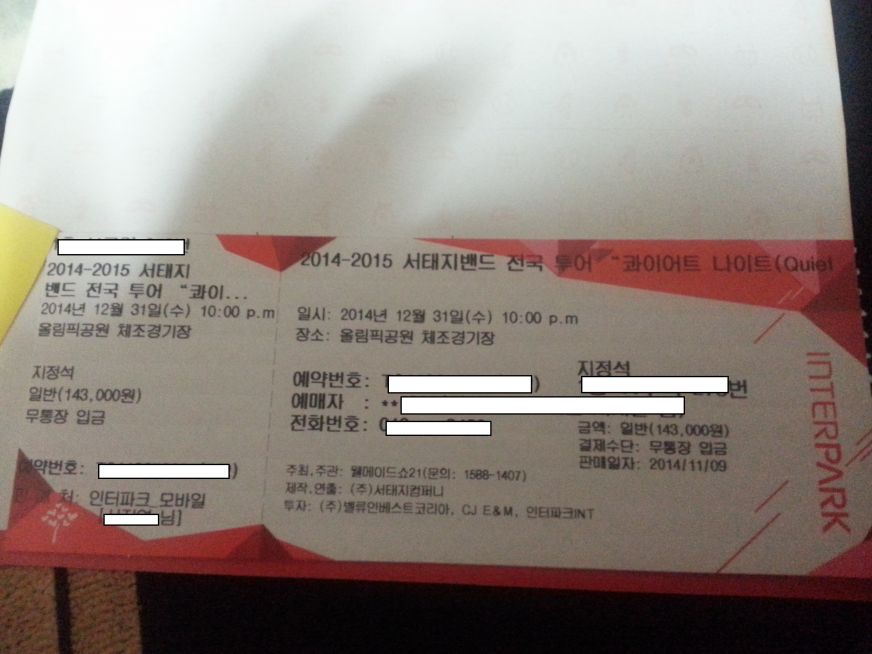 2014-2015 서태지
밴드 전국 투어 “콰이...
2014년 12월 31일(수) 10:00 p.m
올림픽공원 체조경기장
지정석
일반(143,000원)
무통장 입금
예약번호: )
처: 인터파크 모바일
님]
2014-2015 서태지밴드 전국 투어 “콰이어트 나이트(Quiet
일시: 2014년 12월 31일(수) 10:00 p.m
장소: 올림픽공원 체조경기장
예약번호: )
예매자 : **
전화번호:
지정석
번
금액: 일반(143,000원)
결제수단: 무통장 입금
판매일자: 2014/11/09
주최,주관: 웰메이드쇼21(문의: 1588-1407)
제작,연출: (주)서태지컴퍼니
투자: (주)밸류인베스트코리아, CJ E&M, 인터파크INT
INTERPARK